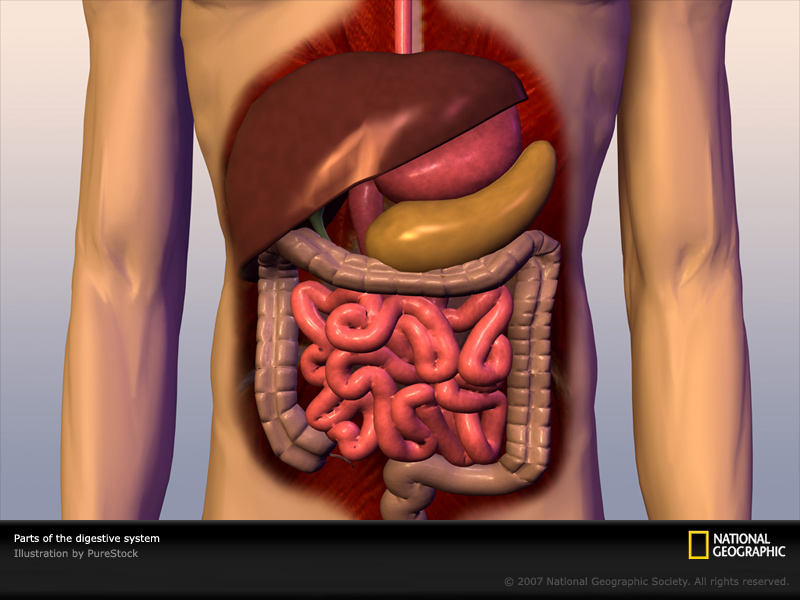 Parts of the digestive system
Illustration by PureStock
NATIONAL
GEOGRAPHIC
© 2007 National Geographic Society. All rights reserved.